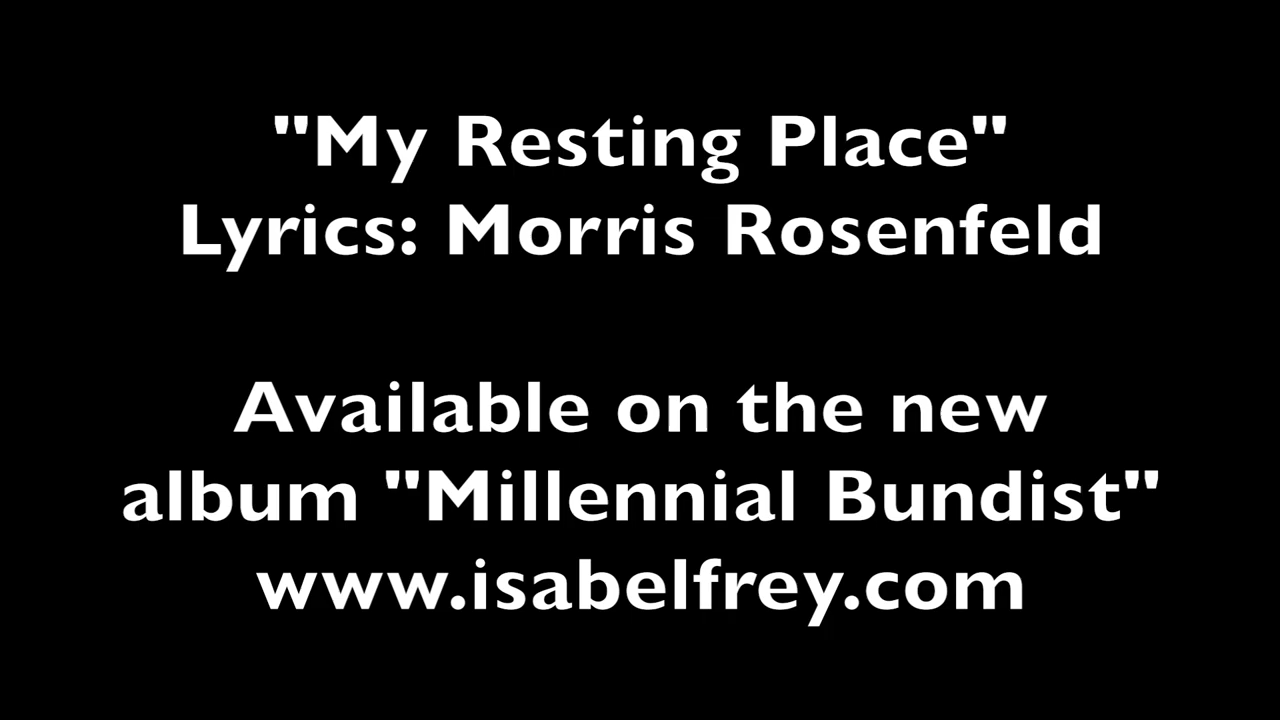 "My Resting Place"
Lyrics: Morris Rosenfeld
Available on the new
album "Millennial Bundist"
www.isabelfrey.com